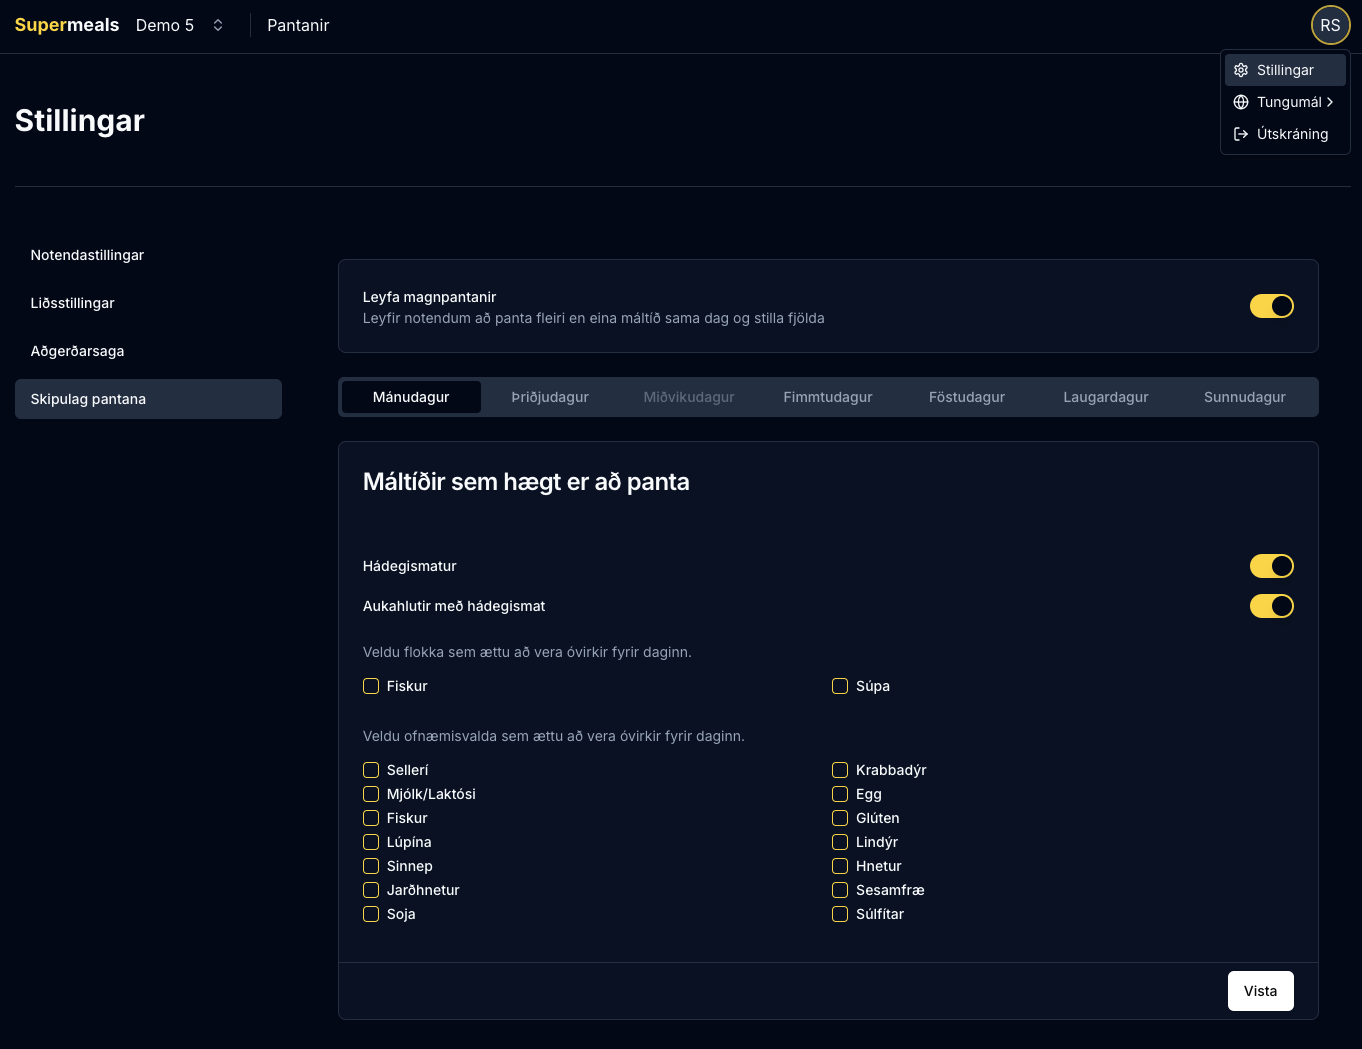 Supermeals Demo 5 Pantanir RS
Stillingar
Tungumál
Útskráning
Stillingar
Notendastillingar
Liðsstillingar
Aðgerðarsaga
Skipulag pantana
Leyfa magnpantanir
Leyfir notendum að panta fleiri en eina máltíð sama dag og stilla fjölda
Mánudagur Þriðjudagur Miðvikudagur Fimmtudagur Föstudagur Laugardagur Sunnudagur
Máltíðir sem hægt er að panta
Hádegismatur
Aukahlutir með hádegismat
Veldu flokka sem ættu að vera óvirkir fyrir daginn.
Fiskur Súpa
Veldu ofnæmisvalda sem ættu að vera óvirkir fyrir daginn.
Sellerí Krabbadýr
Mjólk/Laktósi Egg
Fiskur Glúten
Lúpína Lindýr
Sinnep Hnetur
Jarðhnetur Sesamfræ
Soja Súlfítar
Vista